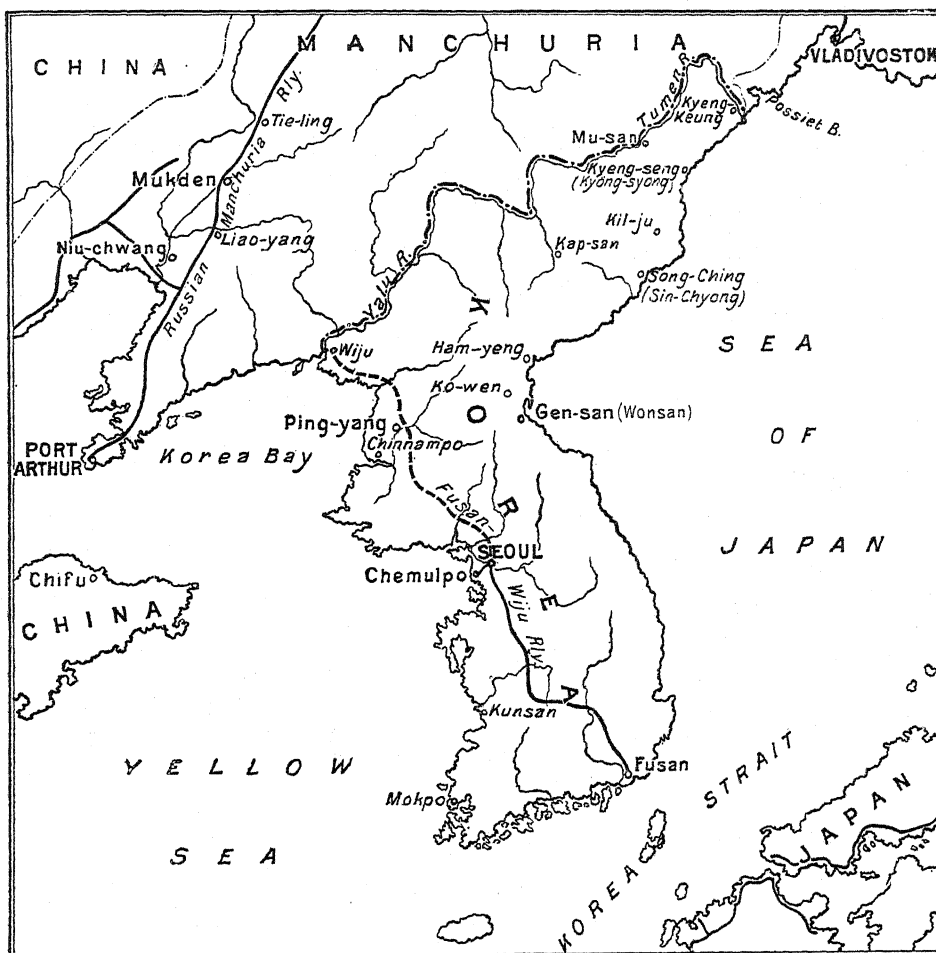 MANCHURIA
VLADIVOSTOK
CHINA
Rly.
Tie-ling
Tumen R.
Kyeng-
Keung
Possiet B.
Mu-san
Mukden
Manchuria
Kyeng-seng
(Kyöng-syong)
Kil-ju
Liao-yang
Niu-chwang
Kap-san
Russian
Yalu R.
Song-Ching
(Sin-Chyong)
KOREA
SEA
OF
JAPAN
Wiju
Ham-yeng
Ko-wen
Gen-san (Wonsan)
Ping-yang
Chinnampo
PORT
ARTHUR
Korea Bay
Fusan-
SEOUL
Chemulpo
Wiju Rly.
Chifu
CHINA
Kunsan
Fusan
YELLOW
SEA
Mokpo
KOREA STRAIT
JAPAN